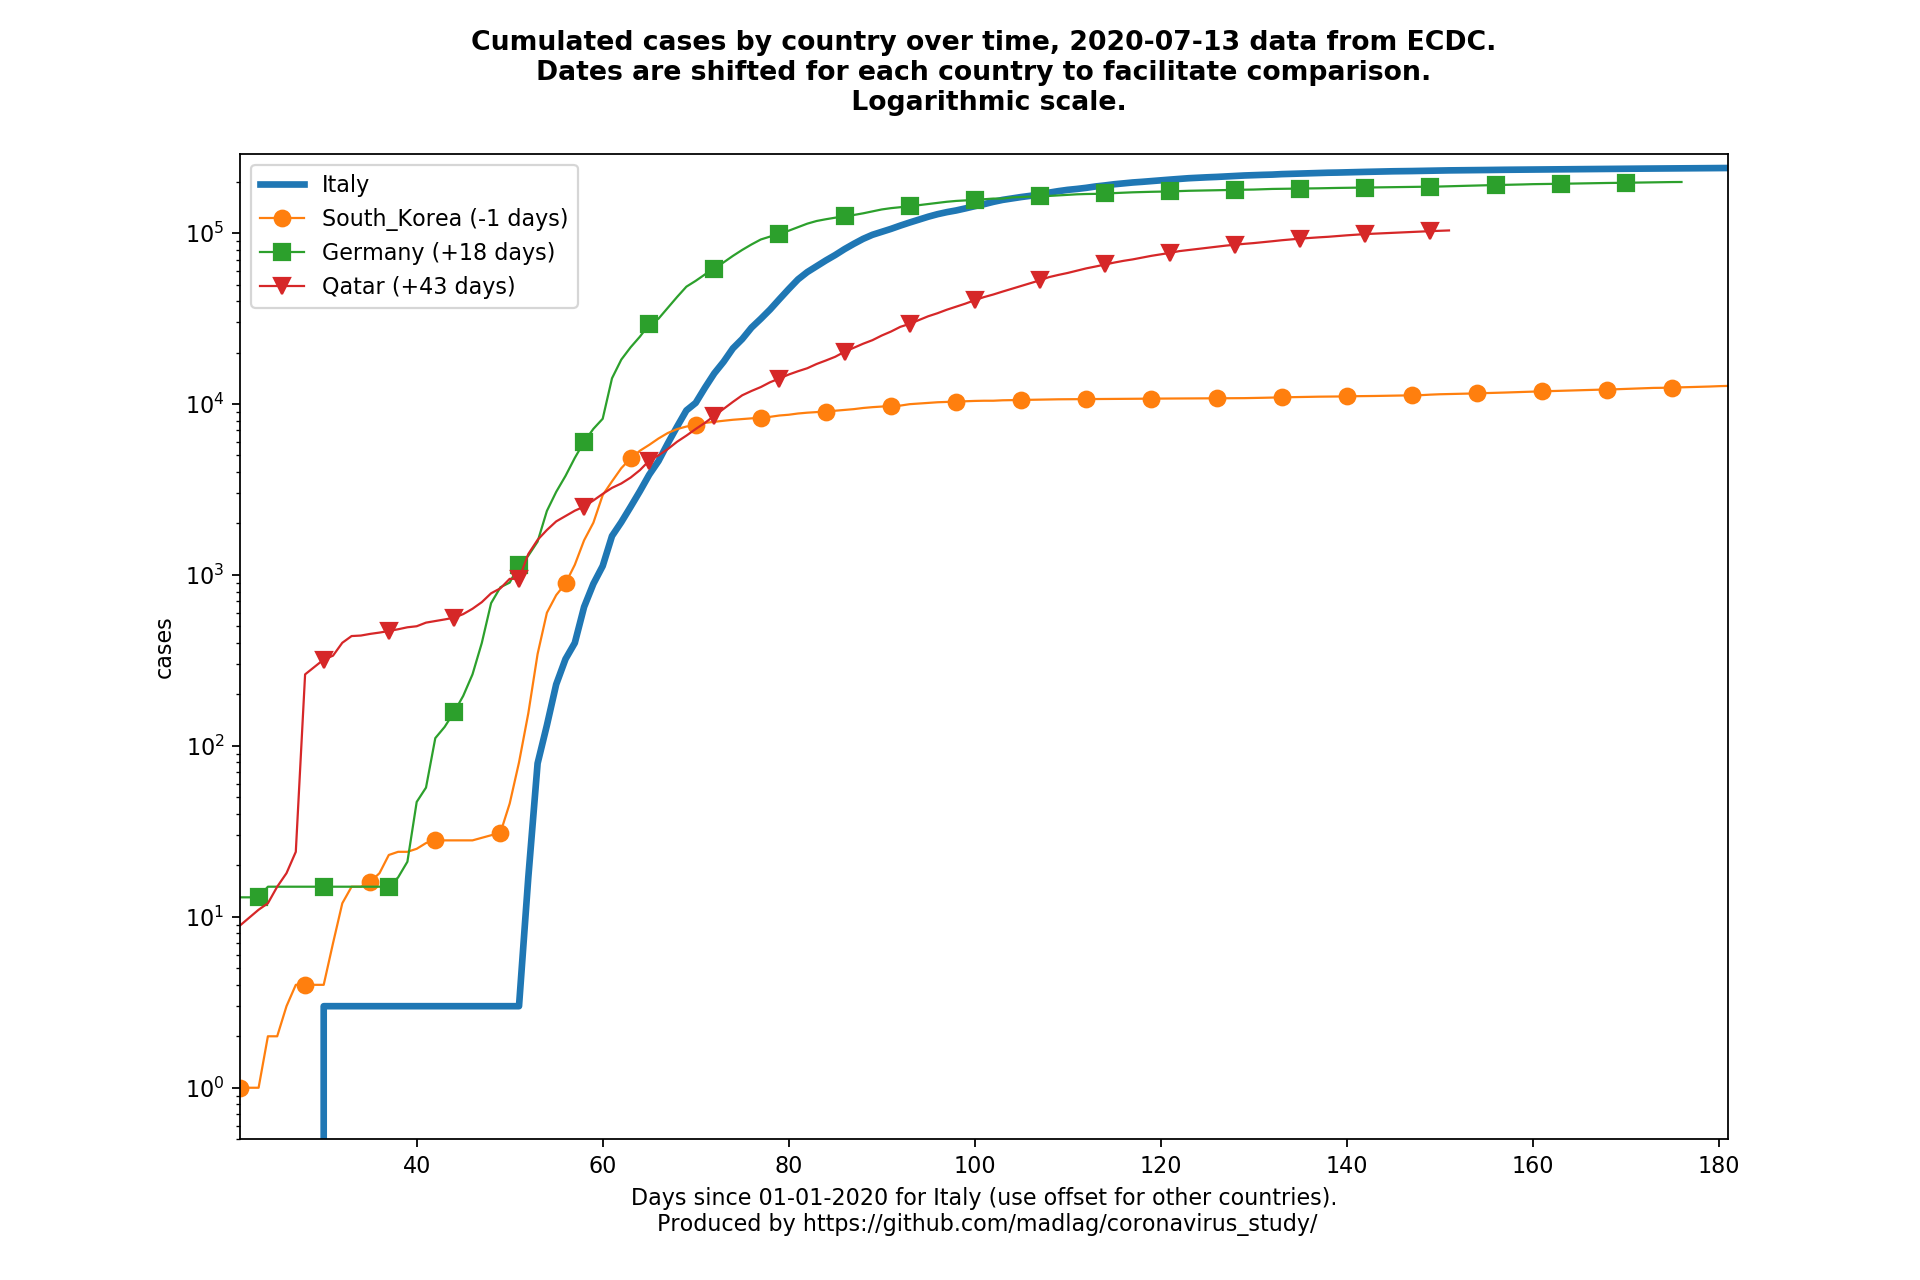 Cumulated cases by country over time, 2020-07-13 data from ECDC.
Dates are shifted for each country to facilitate comparison.
Logarithmic scale.
Italy
South_Korea (-1 days)
Germany (+18 days)
Qatar (+43 days)
10^5
10^4
10^3
10^2
10^1
10^0
cases
40 60 80 100 120 140 160 180
Days since 01-01-2020 for Italy (use offset for other countries).
Produced by https://github.com/madlag/coronavirus_study/